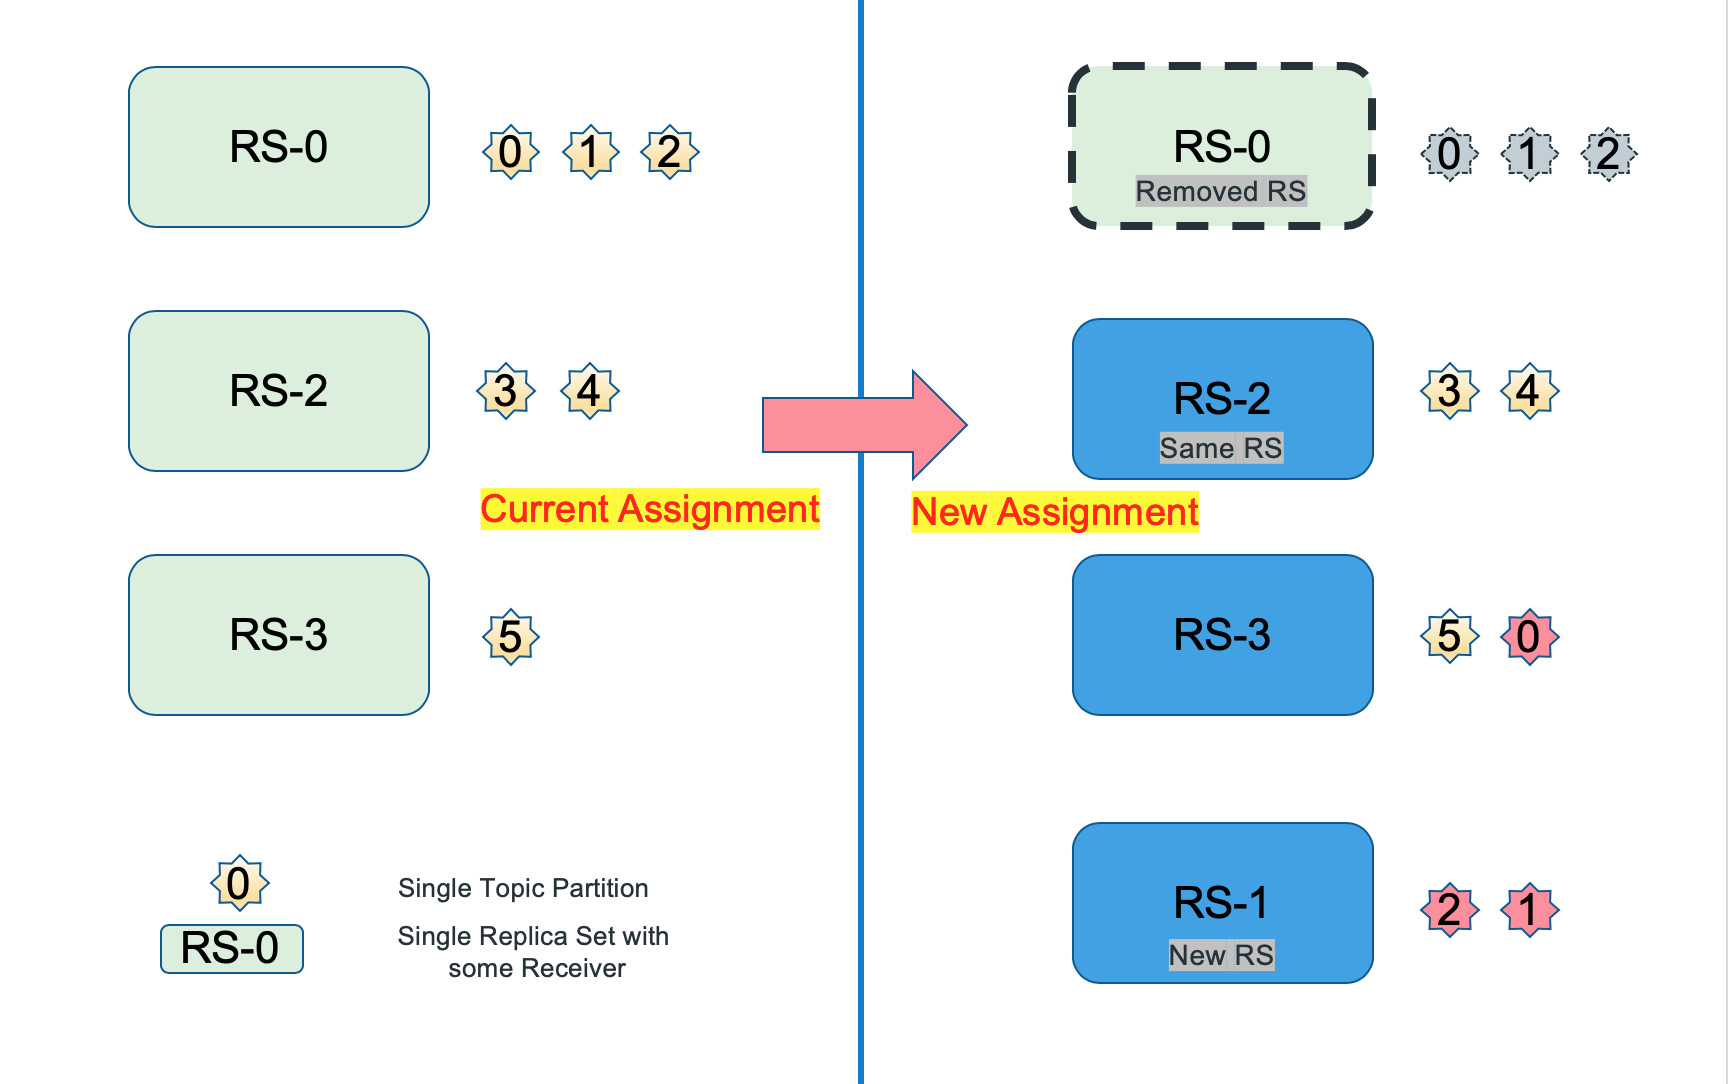 RS-0
0 1 2
RS-2
3 4
Current Assignment
RS-3
5
0
Single Topic Partition
RS-0
Single Replica Set with
some Receiver
RS-0
Removed RS
0 1 2
RS-2
Same RS
3 4
New Assignment
RS-3
5 0
RS-1
New RS
2 1